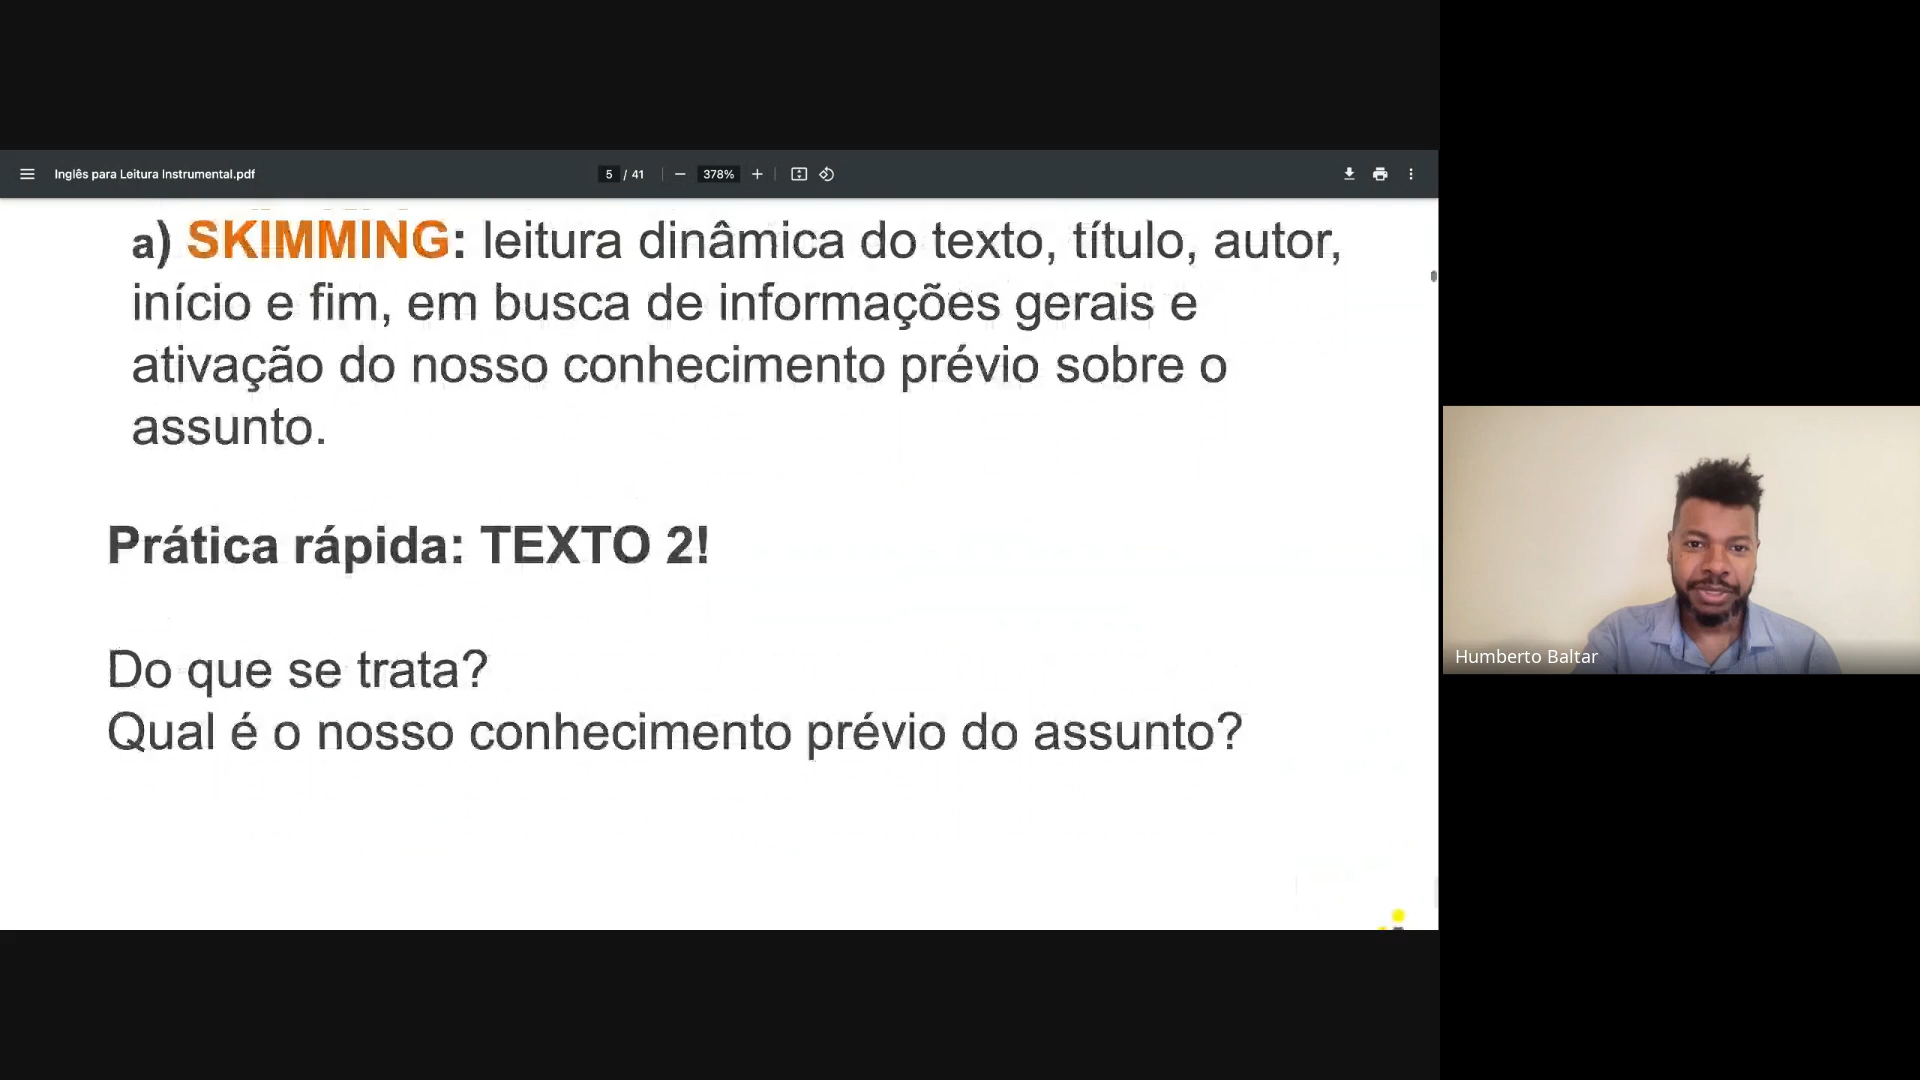 Inglês para Leitura Instrumental.pdf
5 / 41
378%
a) SKIMMING: leitura dinâmica do texto, título, autor,
início e fim, em busca de informações gerais e
ativação do nosso conhecimento prévio sobre o
assunto.
Prática rápida: TEXTO 2!
Do que se trata?
Qual é o nosso conhecimento prévio do assunto?
Humberto Baltar